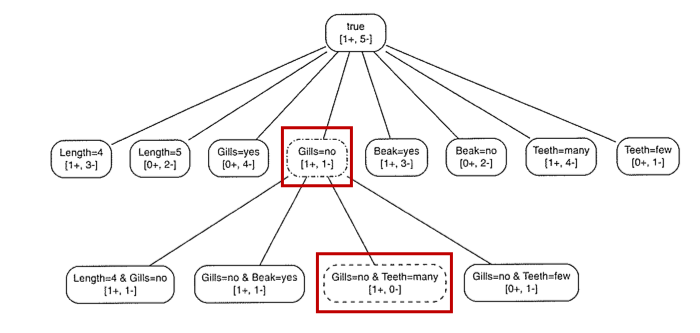 true
[1+, 5-]
Length=4
[1+, 3-]
Length=5
[0+, 2-]
Gills=yes
[0+, 4-]
Gills=no
[1+, 1-]
Beak=yes
[1+, 3-]
Beak=no
[0+, 2-]
Teeth=many
[1+, 4-]
Teeth=few
[0+, 1-]
Length=4 & Gills=no
[1+, 1-]
Gills=no & Beak=yes
[1+, 1-]
Gills=no & Teeth=many
[1+, 0-]
Gills=no & Teeth=few
[0+, 1-]